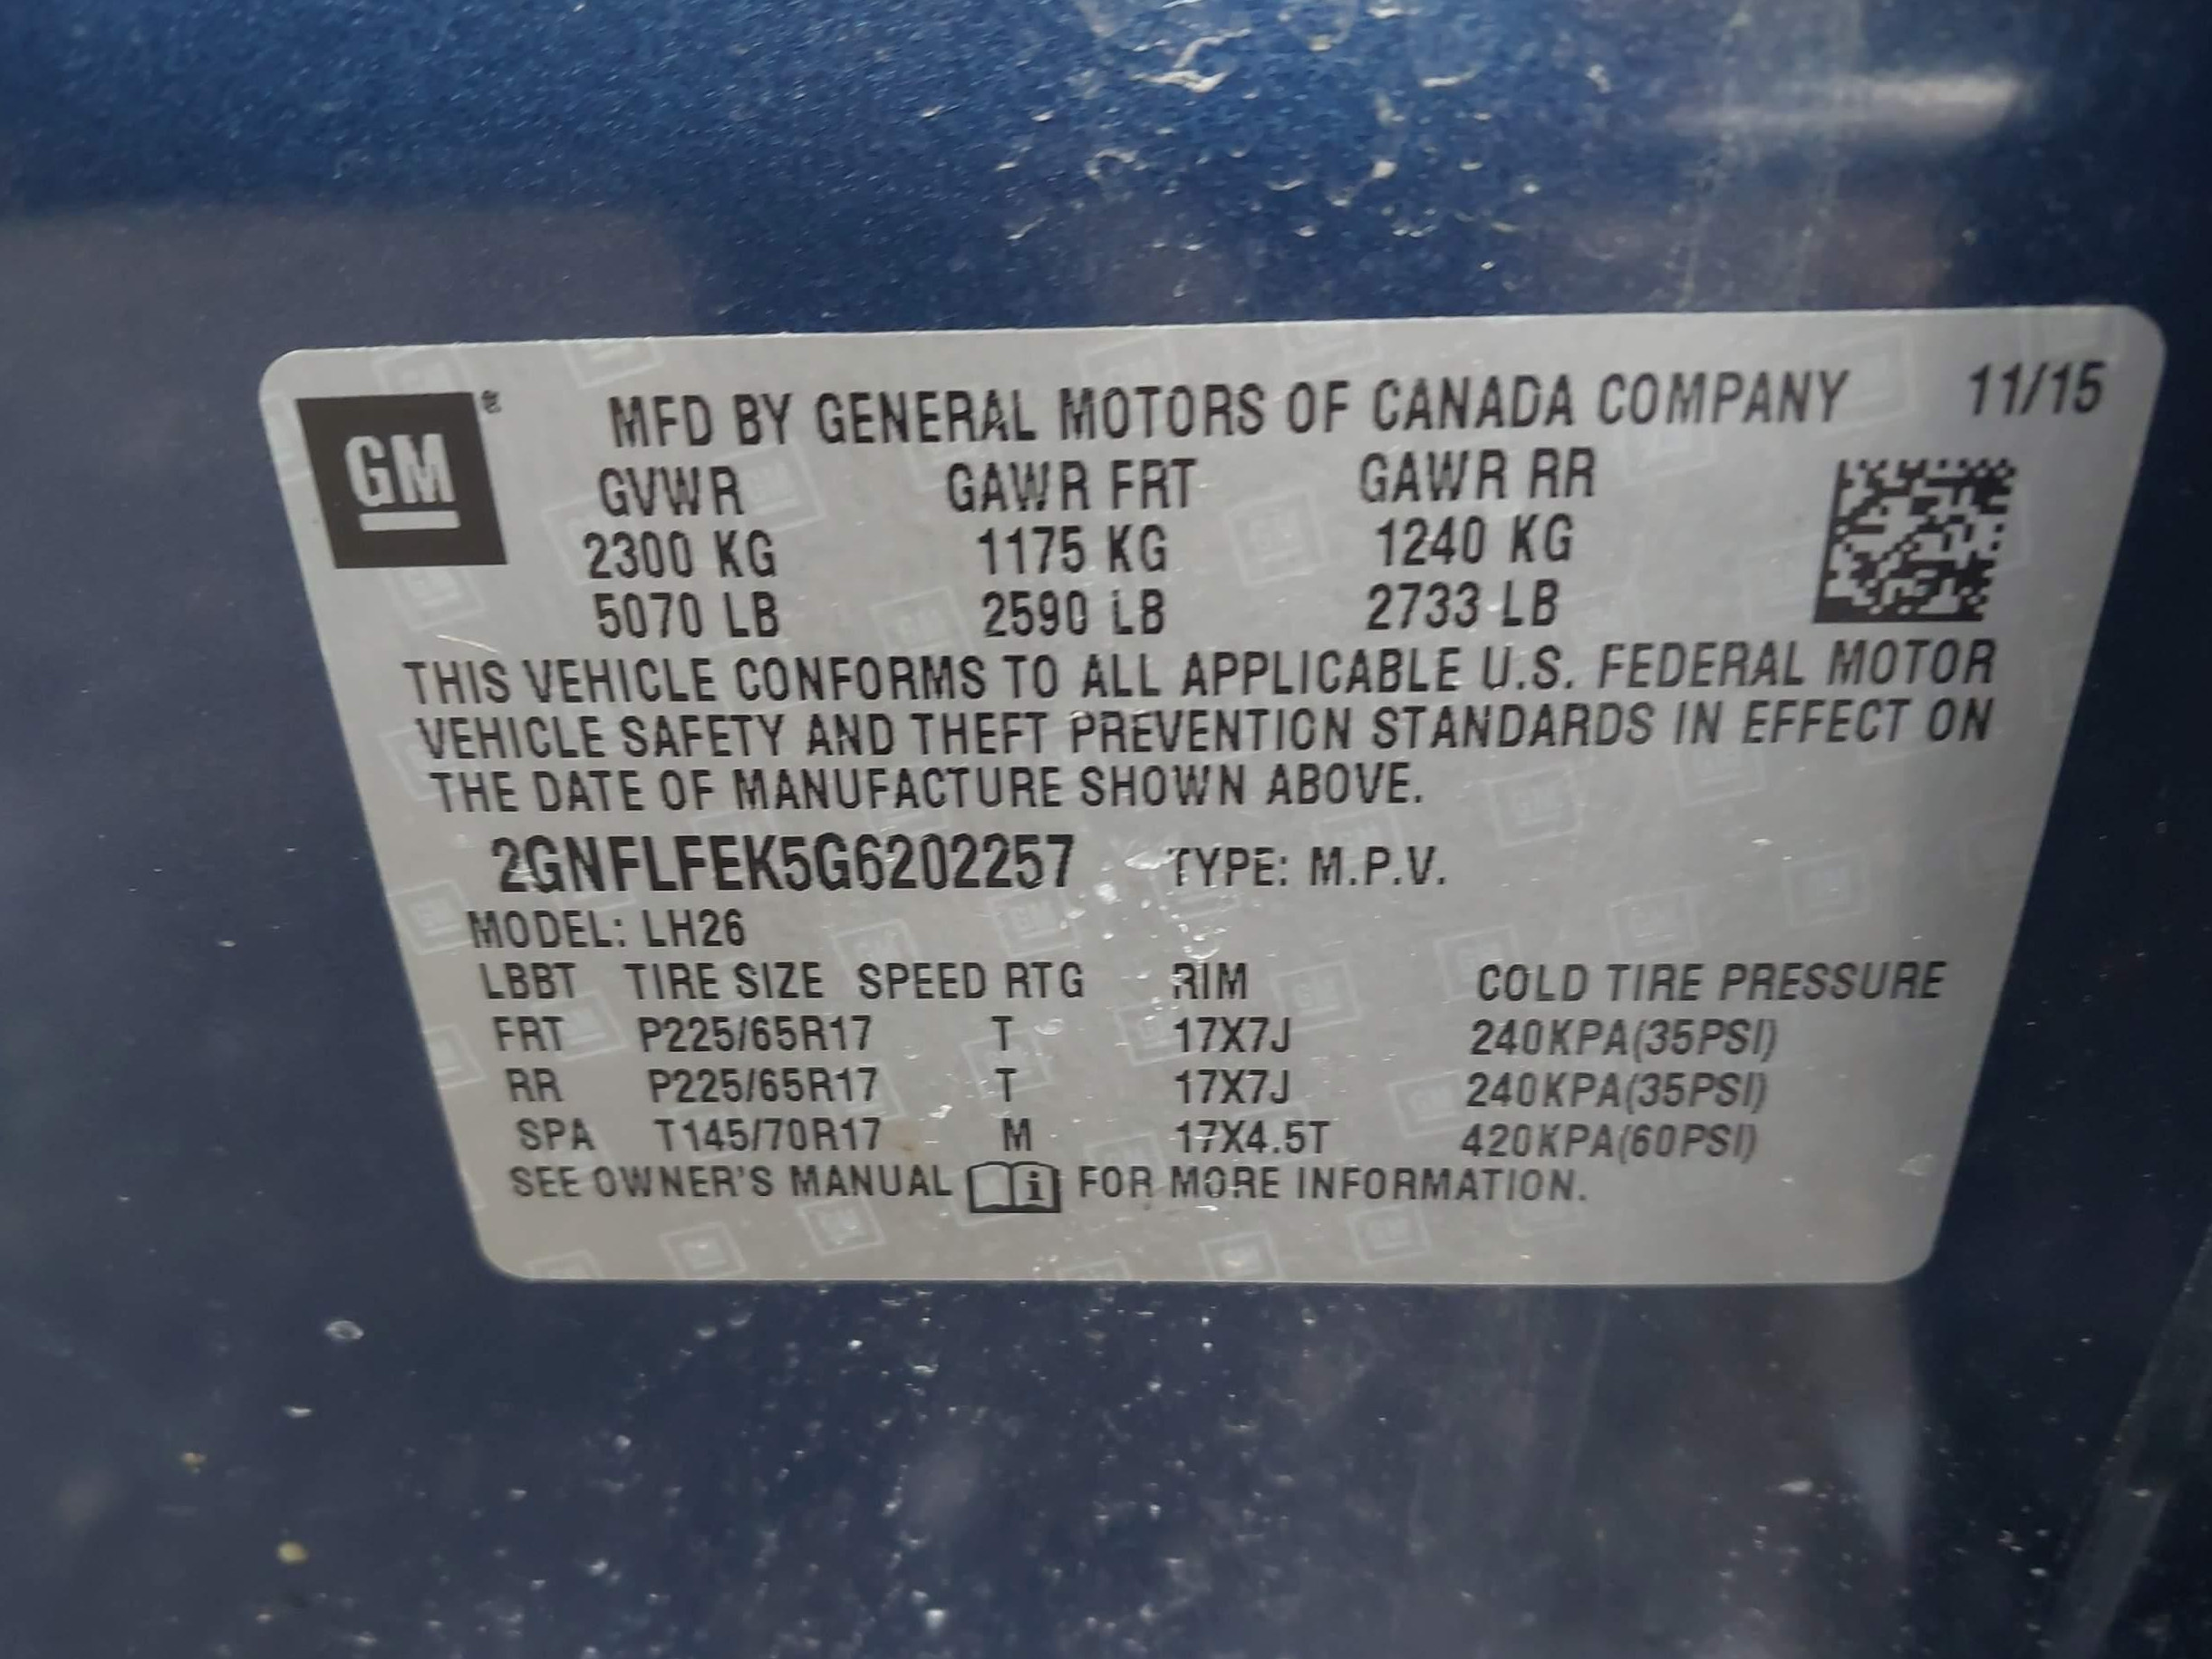 GM
MFD BY GENERAL MOTORS OF CANADA COMPANY 11/15
GVWR GAWR FRT GAWR RR
2300 KG 1175 KG 1240 KG
5070 LB 2590 LB 2733 LB
THIS VEHICLE CONFORMS TO ALL APPLICABLE U.S. FEDERAL MOTOR
VEHICLE SAFETY AND THEFT PREVENTION STANDARDS IN EFFECT ON
THE DATE OF MANUFACTURE SHOWN ABOVE.
2GNFLFEK5G6202257 TYPE: M.P.V.
MODEL: LH26
LBBT TIRE SIZE SPEED RTG RIM COLD TIRE PRESSURE
FRT P225/65R17 T 17X7J 240KPA(35PSI)
RR P225/65R17 T 17X7J 240KPA(35PSI)
SPA T145/70R17 M 17X4.5T 420KPA(60PSI)
SEE OWNER'S MANUAL i FOR MORE INFORMATION.